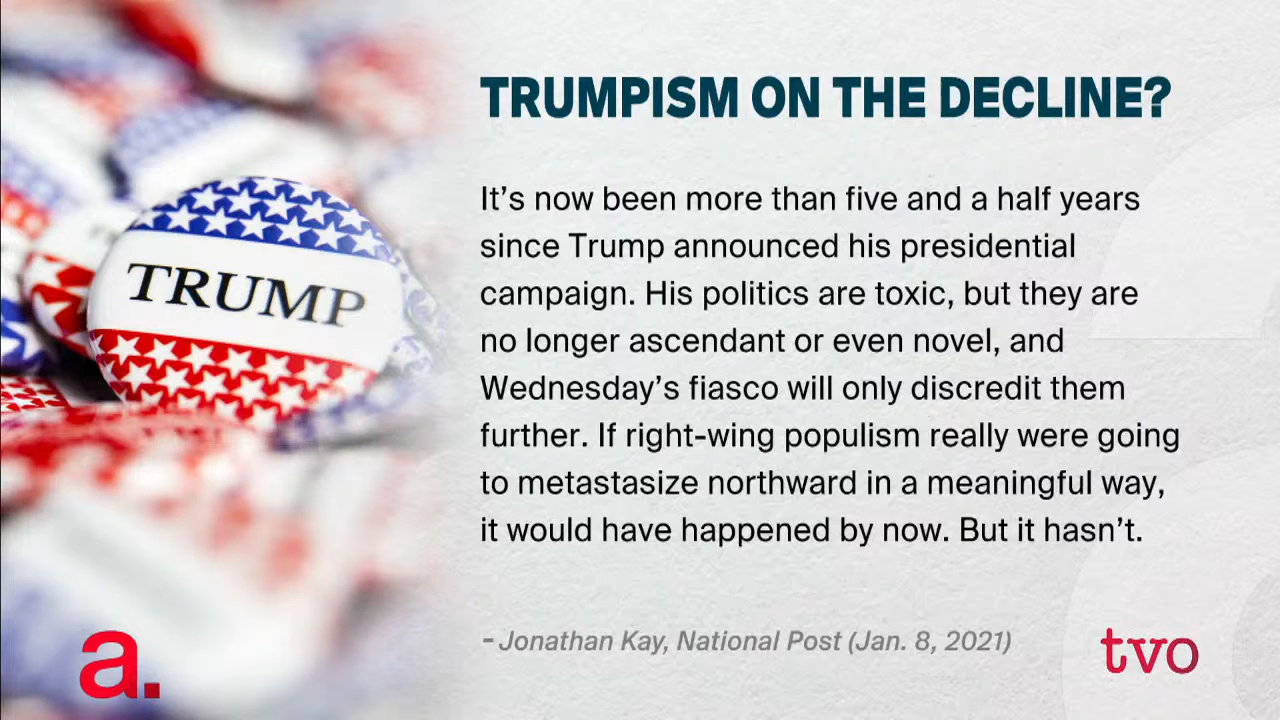 TRUMPISM ON THE DECLINE?
TRUMP
It's now been more than five and a half years
since Trump announced his presidential
campaign. His politics are toxic, but they are
no longer ascendant or even novel, and
Wednesday's fiasco will only discredit them
further. If right-wing populism really were going
to metastasize northward in a meaningful way,
it would have happened by now. But it hasn't.
- Jonathan Kay, National Post (Jan. 8, 2021)
a.
tvo